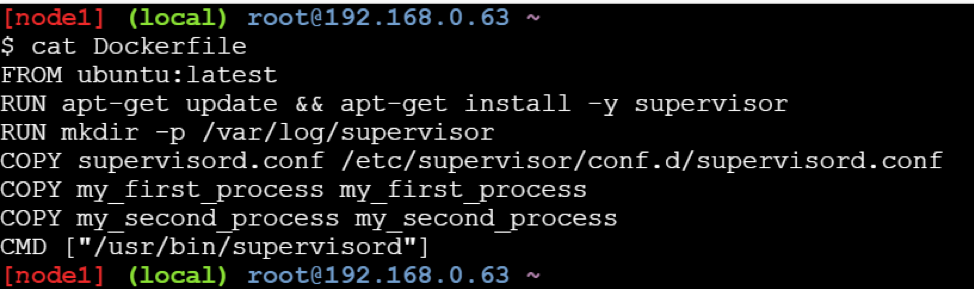 [node1] (local) root@192.168.0.63 ~
$ cat Dockerfile
FROM ubuntu:latest
RUN apt-get update && apt-get install -y supervisor
RUN mkdir -p /var/log/supervisor
COPY supervisord.conf /etc/supervisor/conf.d/supervisord.conf
COPY my_first_process my_first_process
COPY my_second_process my_second_process
CMD ["/usr/bin/supervisord"]
[node1] (local) root@192.168.0.63 ~